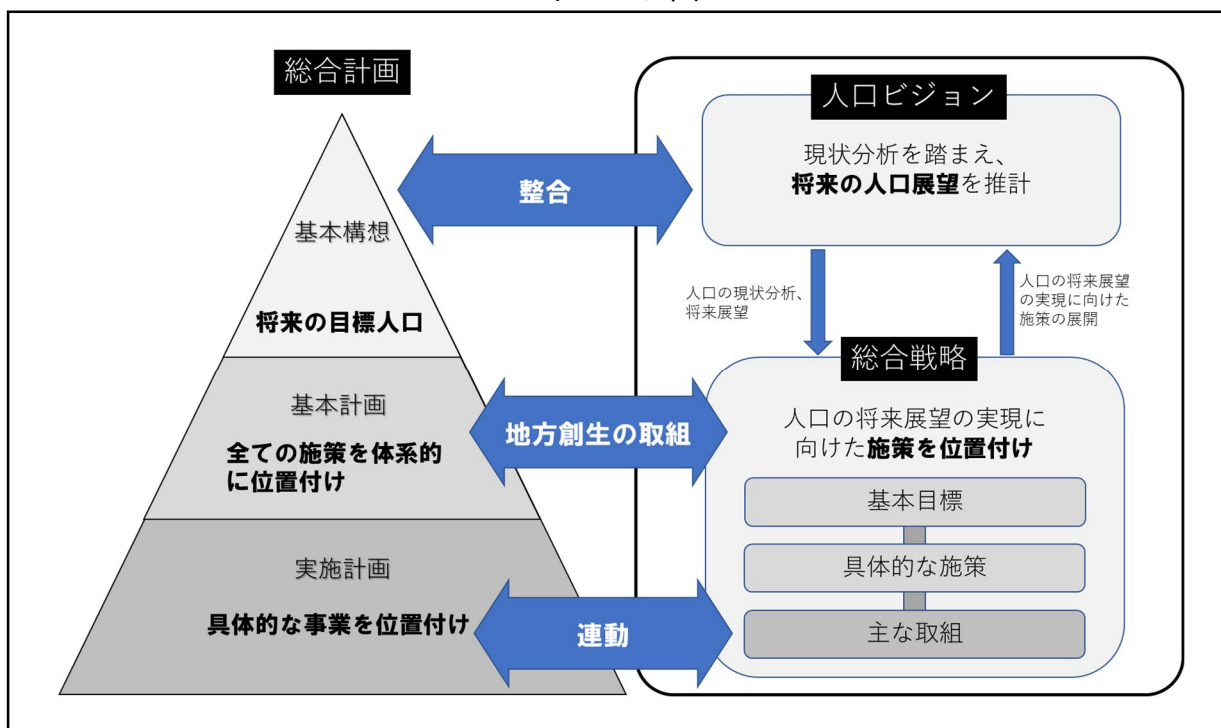 総合計画
基本構想
将来の目標人口
基本計画
全ての施策を体系的
に位置付け
実施計画
具体的な事業を位置付け
整合
地方創生の取組
連動
人口ビジョン
現状分析を踏まえ、
将来の人口展望を推計
人口の現状分析、
将来展望
人口の将来展望
の実現に向けた
施策の展開
総合戦略
人口の将来展望の実現に
向けた施策を位置付け
基本目標
具体的な施策
主な取組